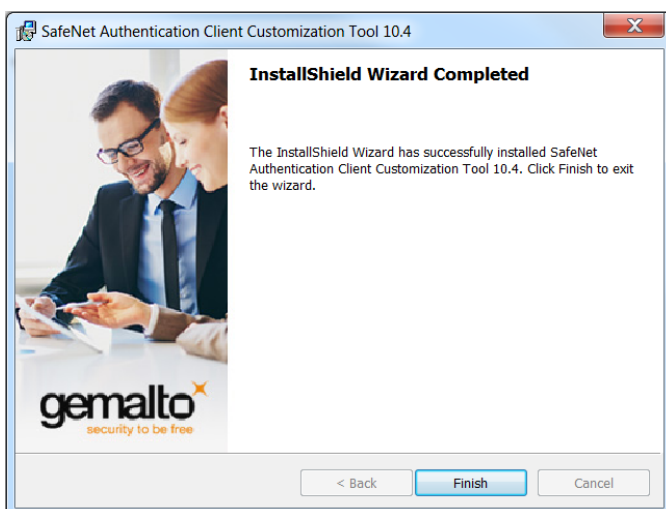 SafeNet Authentication Client Customization Tool 10.4
X
InstallShield Wizard Completed
The InstallShield Wizard has successfully installed SafeNet
Authentication Client Customization Tool 10.4. Click Finish to exit
the wizard.
gemalto
security to be free
< Back
Finish
Cancel